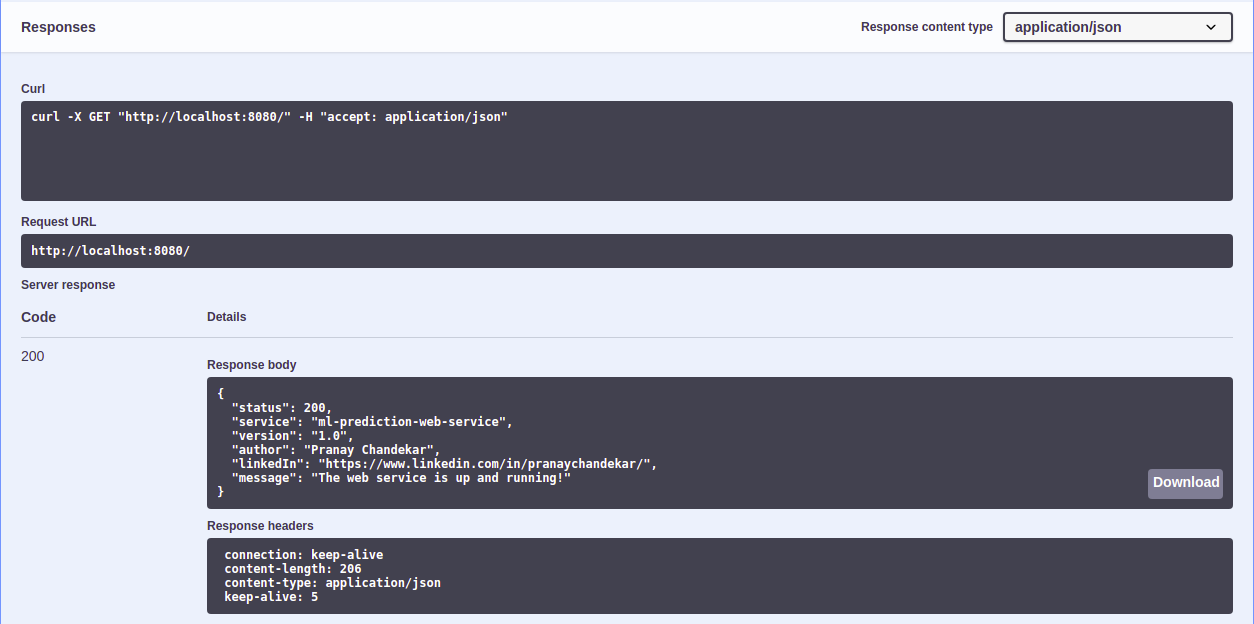 Responses
Response content type
application/json
Curl
curl -X GET "http://localhost:8080/" -H "accept: application/json"
Request URL
http://localhost:8080/
Server response
Code Details
200
Response body
{
  "status": 200,
  "service": "ml-prediction-web-service",
  "version": "1.0",
  "author": "Pranay Chandekar",
  "linkedIn": "https://www.linkedin.com/in/pranaychandekar/",
  "message": "The web service is up and running!"
}
Download
Response headers
connection: keep-alive
content-length: 206
content-type: application/json
keep-alive: 5